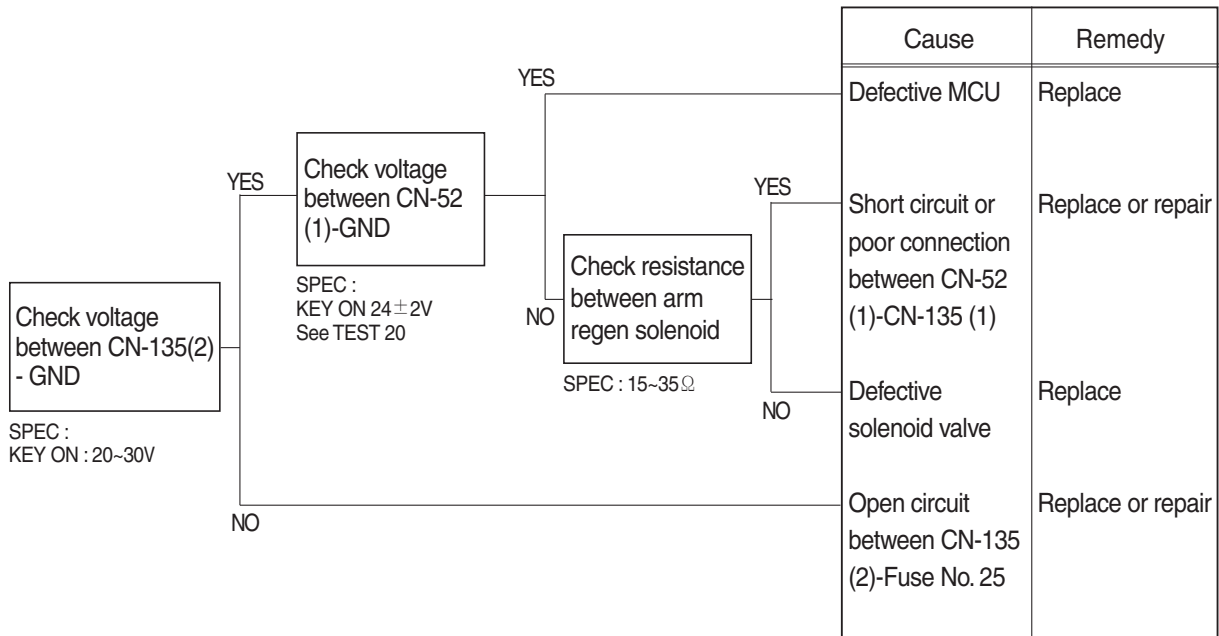 Cause
Remedy
YES
Defective MCU
Replace
Check voltage
between CN-52
(1)-GND
YES
YES
Short circuit or
poor connection
between CN-52
(1)-CN-135 (1)
Replace or repair
SPEC :
KEY ON 24±2V
See TEST 20
Check resistance
between arm
regen solenoid
NO
SPEC : 15~35Ω
Check voltage
between CN-135(2)
- GND
SPEC :
KEY ON : 20~30V
NO
Defective
solenoid valve
Replace
NO
Open circuit
between CN-135
(2)-Fuse No. 25
Replace or repair